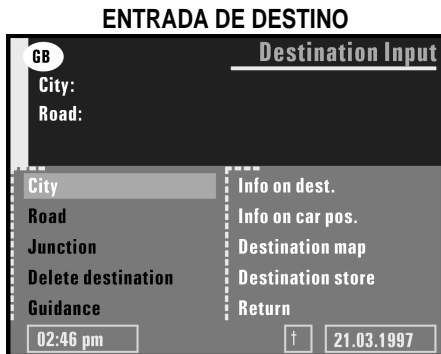 ENTRADA DE DESTINO
GB
Destination Input
City:
Road:
City
Road
Junction
Delete destination
Guidance
Info on dest.
Info on car pos.
Destination map
Destination store
Return
02:46 pm
†
21.03.1997